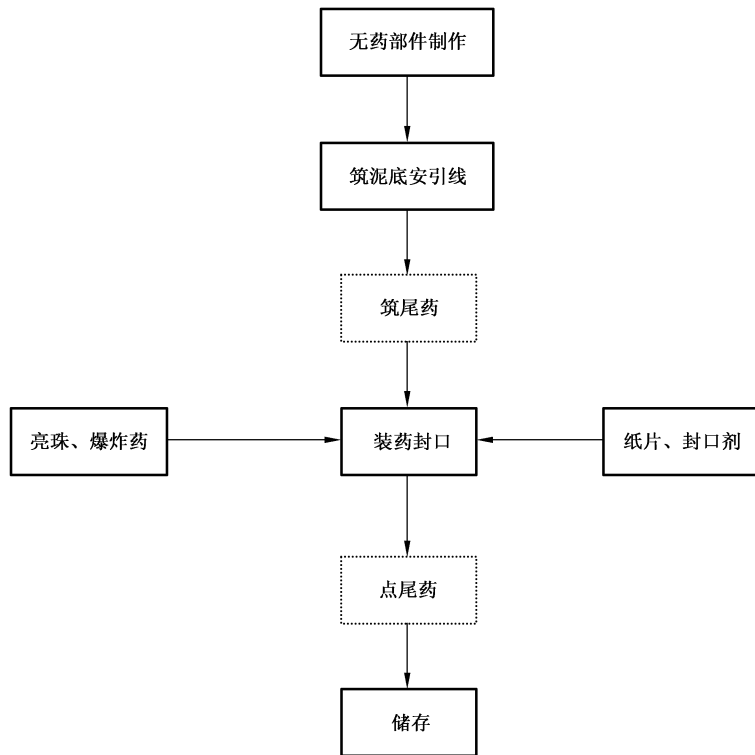 无药部件制作
筑泥底安引线
筑尾药
亮珠、爆炸药
装药封口
纸片、封口剂
点尾药
储存